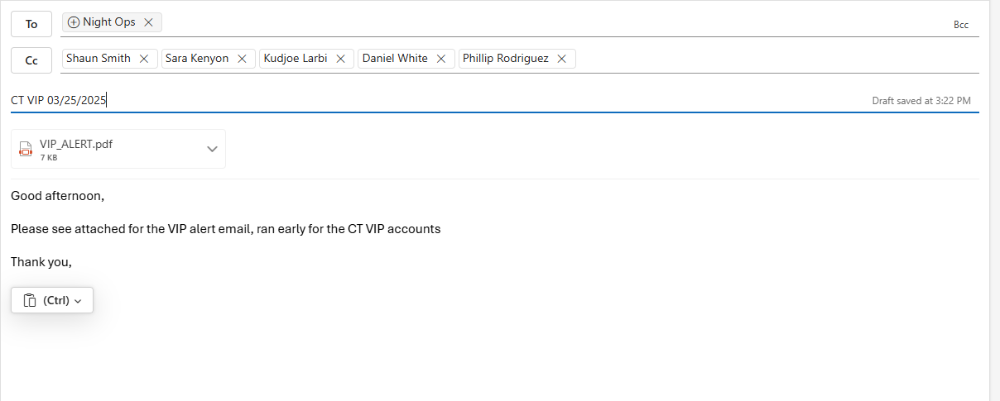 To Night Ops Bcc
Cc Shaun Smith Sara Kenyon Kudjoe Larbi Daniel White Phillip Rodriguez
CT VIP 03/25/2025 Draft saved at 3:22 PM
VIP_ALERT.pdf
7 KB
Good afternoon,
Please see attached for the VIP alert email, ran early for the CT VIP accounts
Thank you,
(Ctrl)